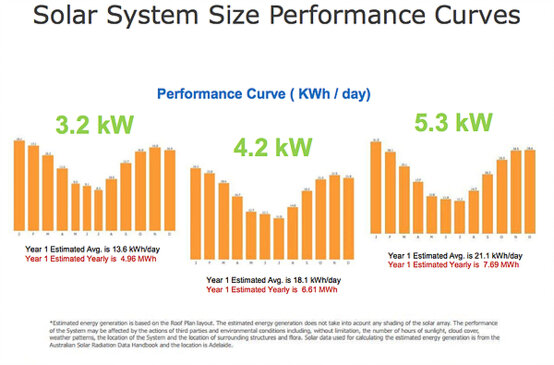 Solar System Size Performance Curves
Performance Curve ( KWh / day)
3.2 kW
4.2 kW
5.3 kW
J F M A M J J A S O N D
J F M A M J J A S O N D
J F M A M J J A S O N D
Year 1 Estimated Avg. is 13.6 kWh/day
Year 1 Estimated Yearly is 4.96 MWh
Year 1 Estimated Avg. is 18.1 kWh/day
Year 1 Estimated Yearly is 6.61 MWh
Year 1 Estimated Avg. is 21.1 kWh/day
Year 1 Estimated Yearly is 7.69 MWh
*Estimated energy generation is based on the Roof Plan layout. The estimated energy generation does not take into account any shading of the solar array. The performance
of the System may be affected by the actions of third parties and environmental conditions including, without limitation, the number of hours of sunlight, cloud cover,
weather patterns, the location of the System and the location of surrounding structures and flora. Solar data used for calculating the estimated energy generation is from the
Australian Solar Radiation Data Handbook and the location is Adelaide.